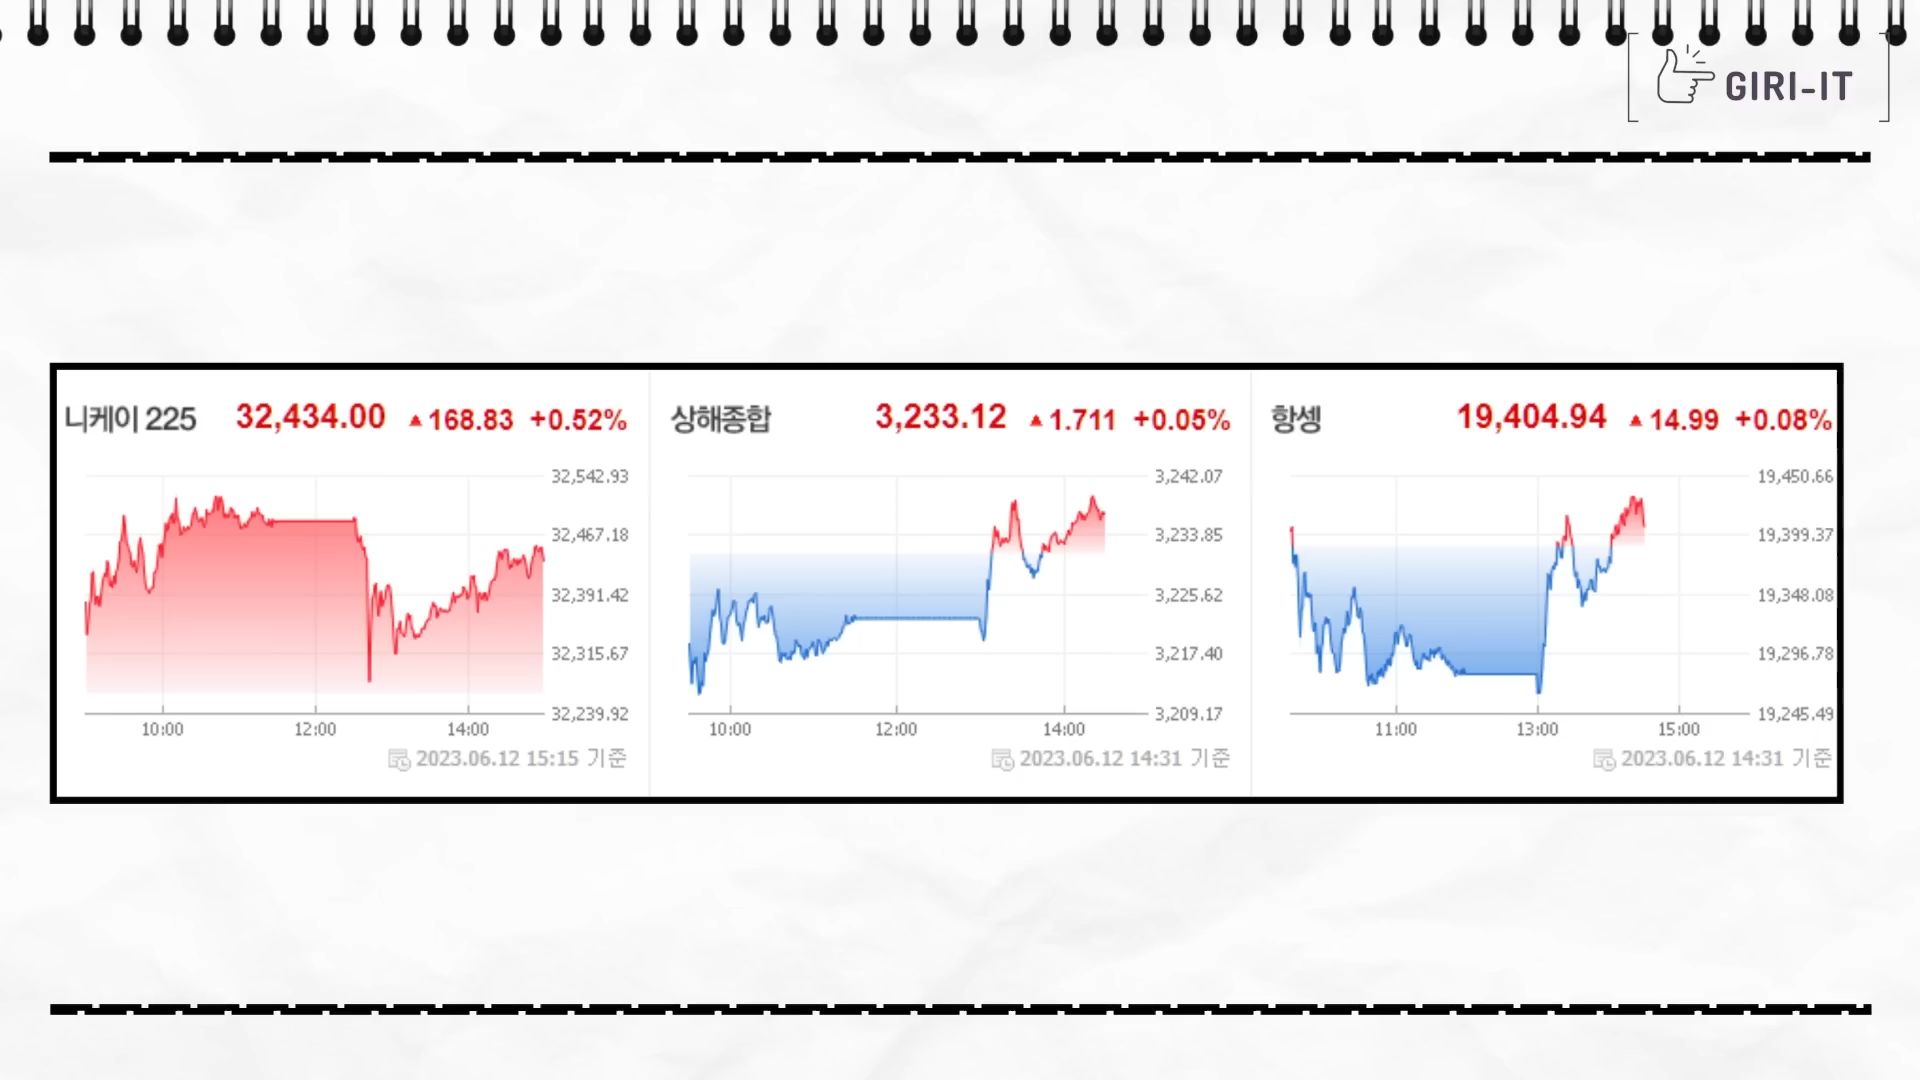 GIRI-IT
니케이 225 32,434.00 ▲168.83 +0.52%
32,542.93
32,467.18
32,391.42
32,315.67
32,239.92
10:00 12:00 14:00
2023.06.12 15:15 기준
상해종합 3,233.12 ▲1.711 +0.05%
3,242.07
3,233.85
3,225.62
3,217.40
3,209.17
10:00 12:00 14:00
2023.06.12 14:31 기준
항셍 19,404.94 ▲14.99 +0.08%
19,450.66
19,399.37
19,348.08
19,296.78
19,245.49
11:00 13:00 15:00
2023.06.12 14:31 기준